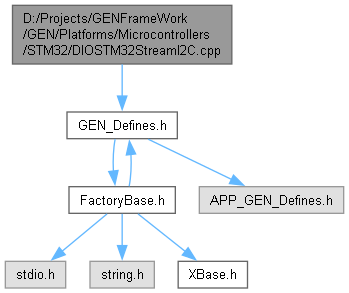 D:/Projects/GENFrameWork
/GEN/Platforms/Microcontrollers
/STM32/DIOSTM32StreamI2C.cpp
GEN_Defines.h
FactoryBase.h
APP_GEN_Defines.h
stdio.h
string.h
XBase.h